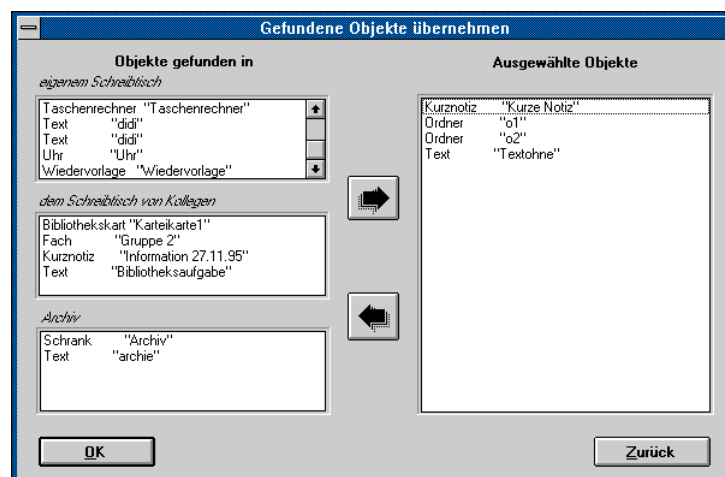 Gefundene Objekte übernehmen
Objekte gefunden in
eigenem Schreibtisch
Taschenrechner "Taschenrechner"
Text "didi"
Text "didi"
Uhr "Uhr"
Wiedervorlage "Wiedervorlage"
dem Schreibtisch von Kollegen
Bibliothekskart "Karteikarte1"
Fach "Gruppe 2"
Kurznotiz "Information 27.11.95"
Text "Bibliotheksaufgabe"
Archiv
Schrank "Archiv"
Text "archie"
Ausgewählte Objekte
Kurznotiz "Kurze Notiz"
Ordner "o1"
Ordner "o2"
Text "Textohne"
OK
Zurück